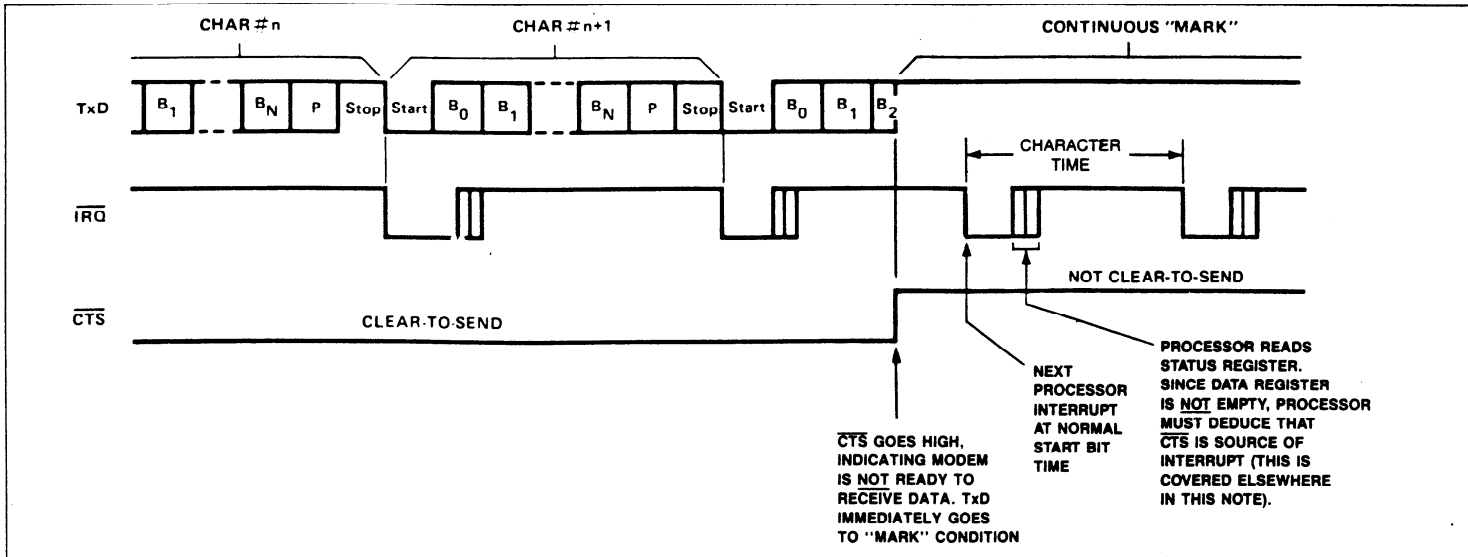 CHAR #n
CHAR #n+1
CONTINUOUS "MARK"
TxD
B1
BN
P
Stop
Start
B0
B1
BN
P
Stop
Start
B0
B1
B2
CHARACTER
TIME
IRQ
NOT CLEAR-TO-SEND
CTS
CLEAR-TO-SEND
CTS GOES HIGH,
INDICATING MODEM
IS NOT READY TO
RECEIVE DATA. TxD
IMMEDIATELY GOES
TO "MARK" CONDITION
NEXT
PROCESSOR
INTERRUPT
AT NORMAL
START BIT
TIME
PROCESSOR READS
STATUS REGISTER.
SINCE DATA REGISTER
IS NOT EMPTY, PROCESSOR
MUST DEDUCE THAT
CTS IS SOURCE OF
INTERRUPT (THIS IS
COVERED ELSEWHERE
IN THIS NOTE).